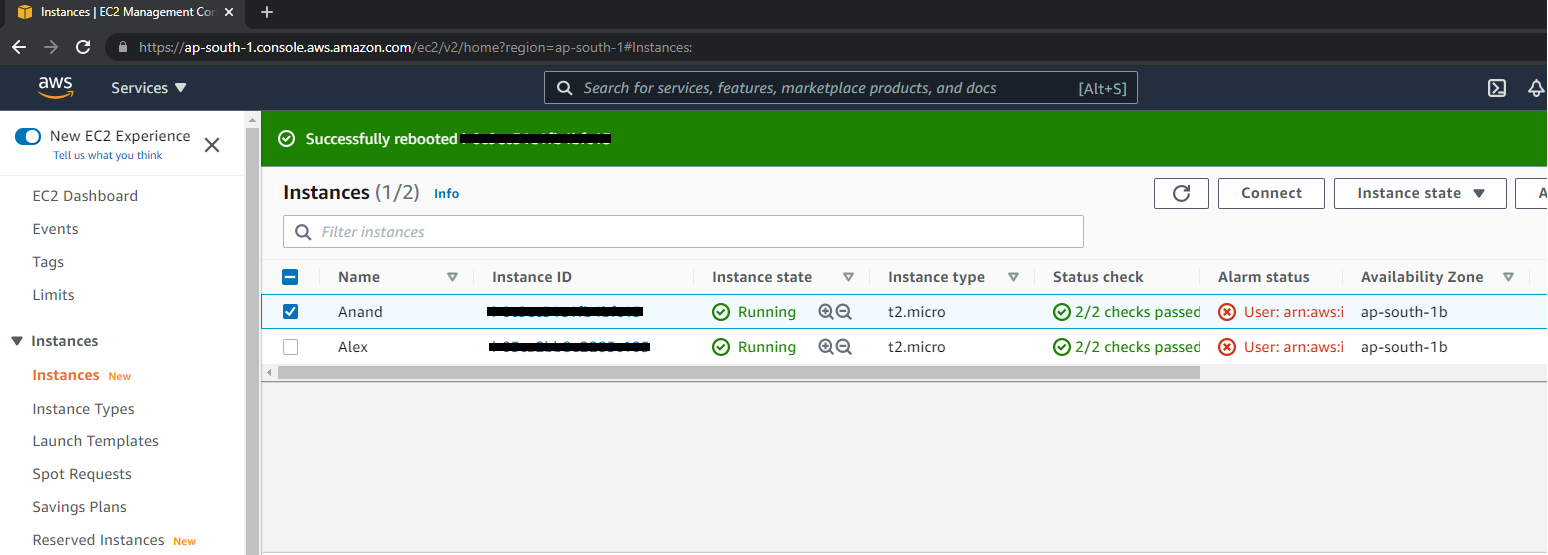 Instances | EC2 Management Con
https://ap-south-1.console.aws.amazon.com/ec2/v2/home?region=ap-south-1#Instances:
aws Services Search for services, features, marketplace products, and docs [Alt+S]
New EC2 Experience
Tell us what you think
EC2 Dashboard
Events
Tags
Limits
Instances
Instances New
Instance Types
Launch Templates
Spot Requests
Savings Plans
Reserved Instances New
Successfully rebooted
Instances (1/2) Info Connect Instance state A
Filter instances
Name Instance ID Instance state Instance type Status check Alarm status Availability Zone
Anand Running t2.micro 2/2 checks passed User: arn:aws:i ap-south-1b
Alex Running t2.micro 2/2 checks passed User: arn:aws:i ap-south-1b